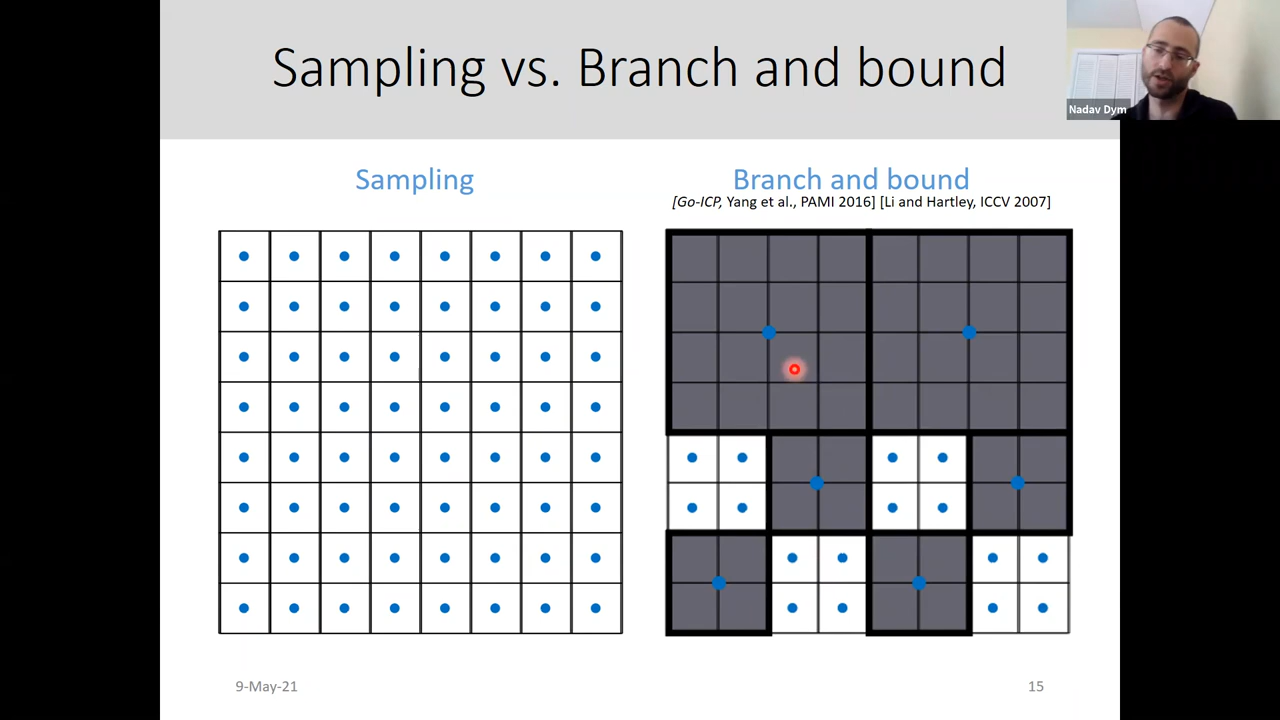 Sampling vs. Branch and bound
Nadav Dym
Sampling
Branch and bound
[Go-ICP, Yang et al., PAMI 2016] [Li and Hartley, ICCV 2007]
9-May-21
15